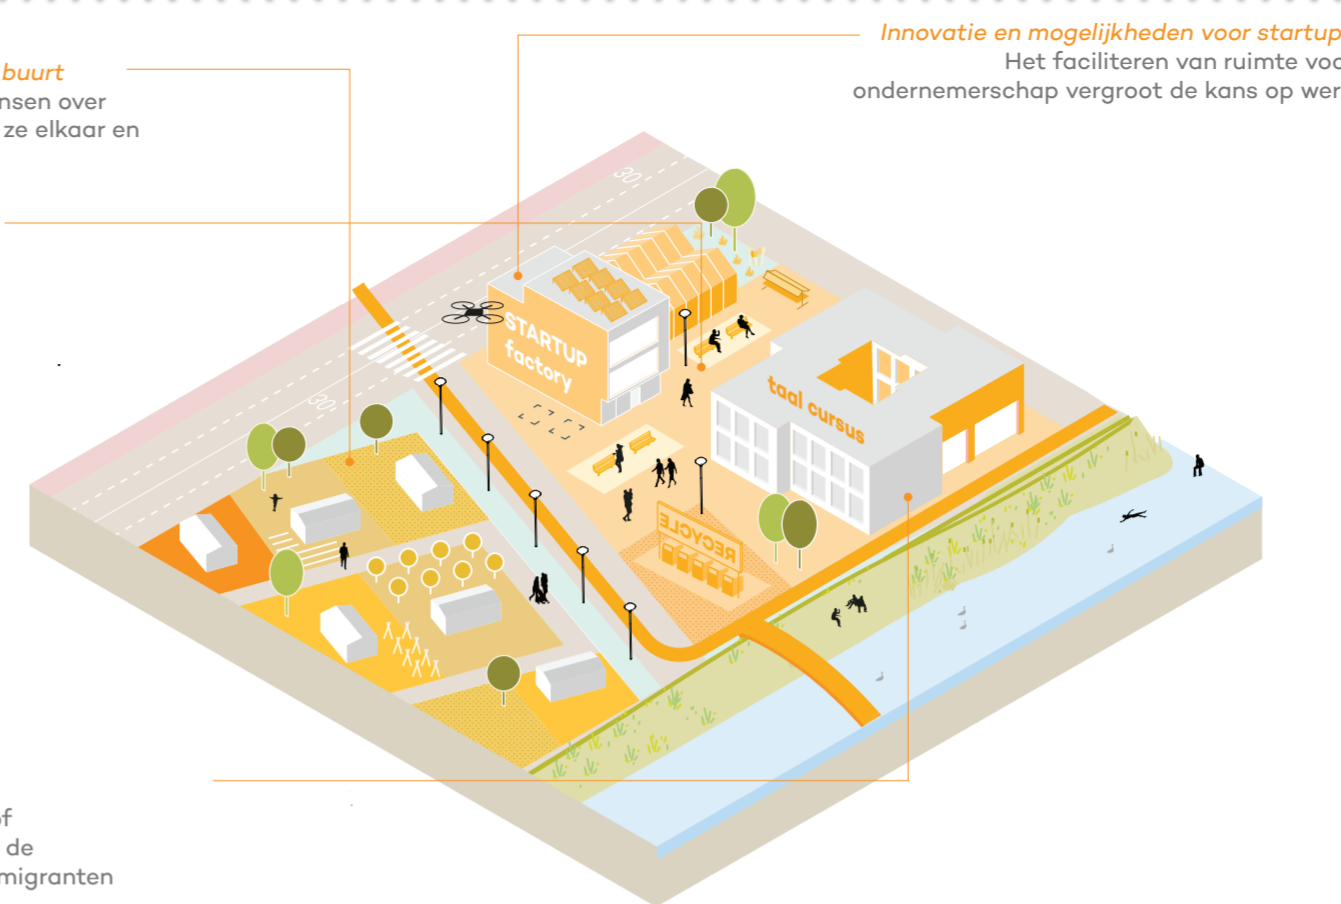 Innovatie en mogelijkheden voor startup
Het faciliteren van ruimte voo
ondernemerschap vergroot de kans op wer
buurt
nsen over
ze elkaar en
30
STARTUP
factory
taal cursus
30
RECYCLE
of
de
migranten